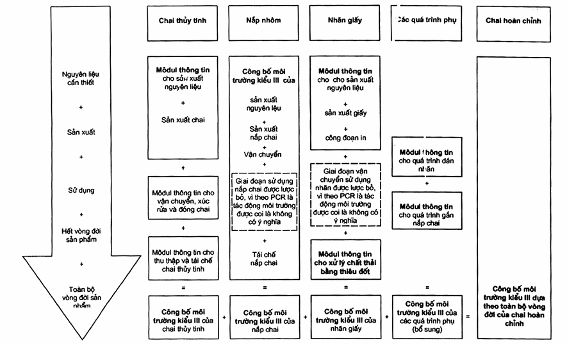 Chai thủy tinh
Nắp nhôm
Nhãn giấy
Các quá trình phụ
Chai hoàn chỉnh
Nguyên liệu
cần thiết
+
Sản xuất
+
Sử dụng
+
Hết vòng đời
sản phẩm
+
Toàn bộ
vòng đời sản
phẩm
Môdul thông tin
cho sản xuất
nguyên liệu
+
Sản xuất chai
+
Môdul thông tin cho
vận chuyển, xúc
rửa và đóng chai
+
Môdul thông tin cho
thu thập và tái chế
chai thủy tinh
=
Công bố môi
trường kiểu III của
chai thủy tinh
+
Công bố môi
trường kiểu III của
sản xuất
nguyên liệu
+
Sản xuất
nắp chai
+
Vận chuyển
+
Giai đoạn sử dụng
nắp chai được lược
bỏ, vì theo PCR là tác
động môi trường
được coi là không có
ý nghĩa
+
Tái chế
nắp chai
=
Công bố môi
trường kiểu III của
nắp chai
+
Môdul thông tin
cho cho sản xuất
nguyên liệu
+
sản xuất giấy
+
công đoạn in
+
Giai đoạn vận
chuyển sử dụng
nhãn được lược bỏ,
vì theo PCR là tác
động môi trường
được coi là không có
ý nghĩa
+
Môdul thông tin
cho xử lý chất thải
bằng thiêu đốt
=
Công bố môi
trường kiểu III của
nhãn giấy
+
Môdul thông tin
cho quá trình dán
nhãn
+
Môdul thông tin
cho quá trình gắn
nắp chai
=
Công bố môi
trường kiểu III của
các quá trình phụ
(bổ sung)
=
Công bố môi
trường kiểu III dựa
theo toàn bộ vòng
đời của chai hoàn
chỉnh